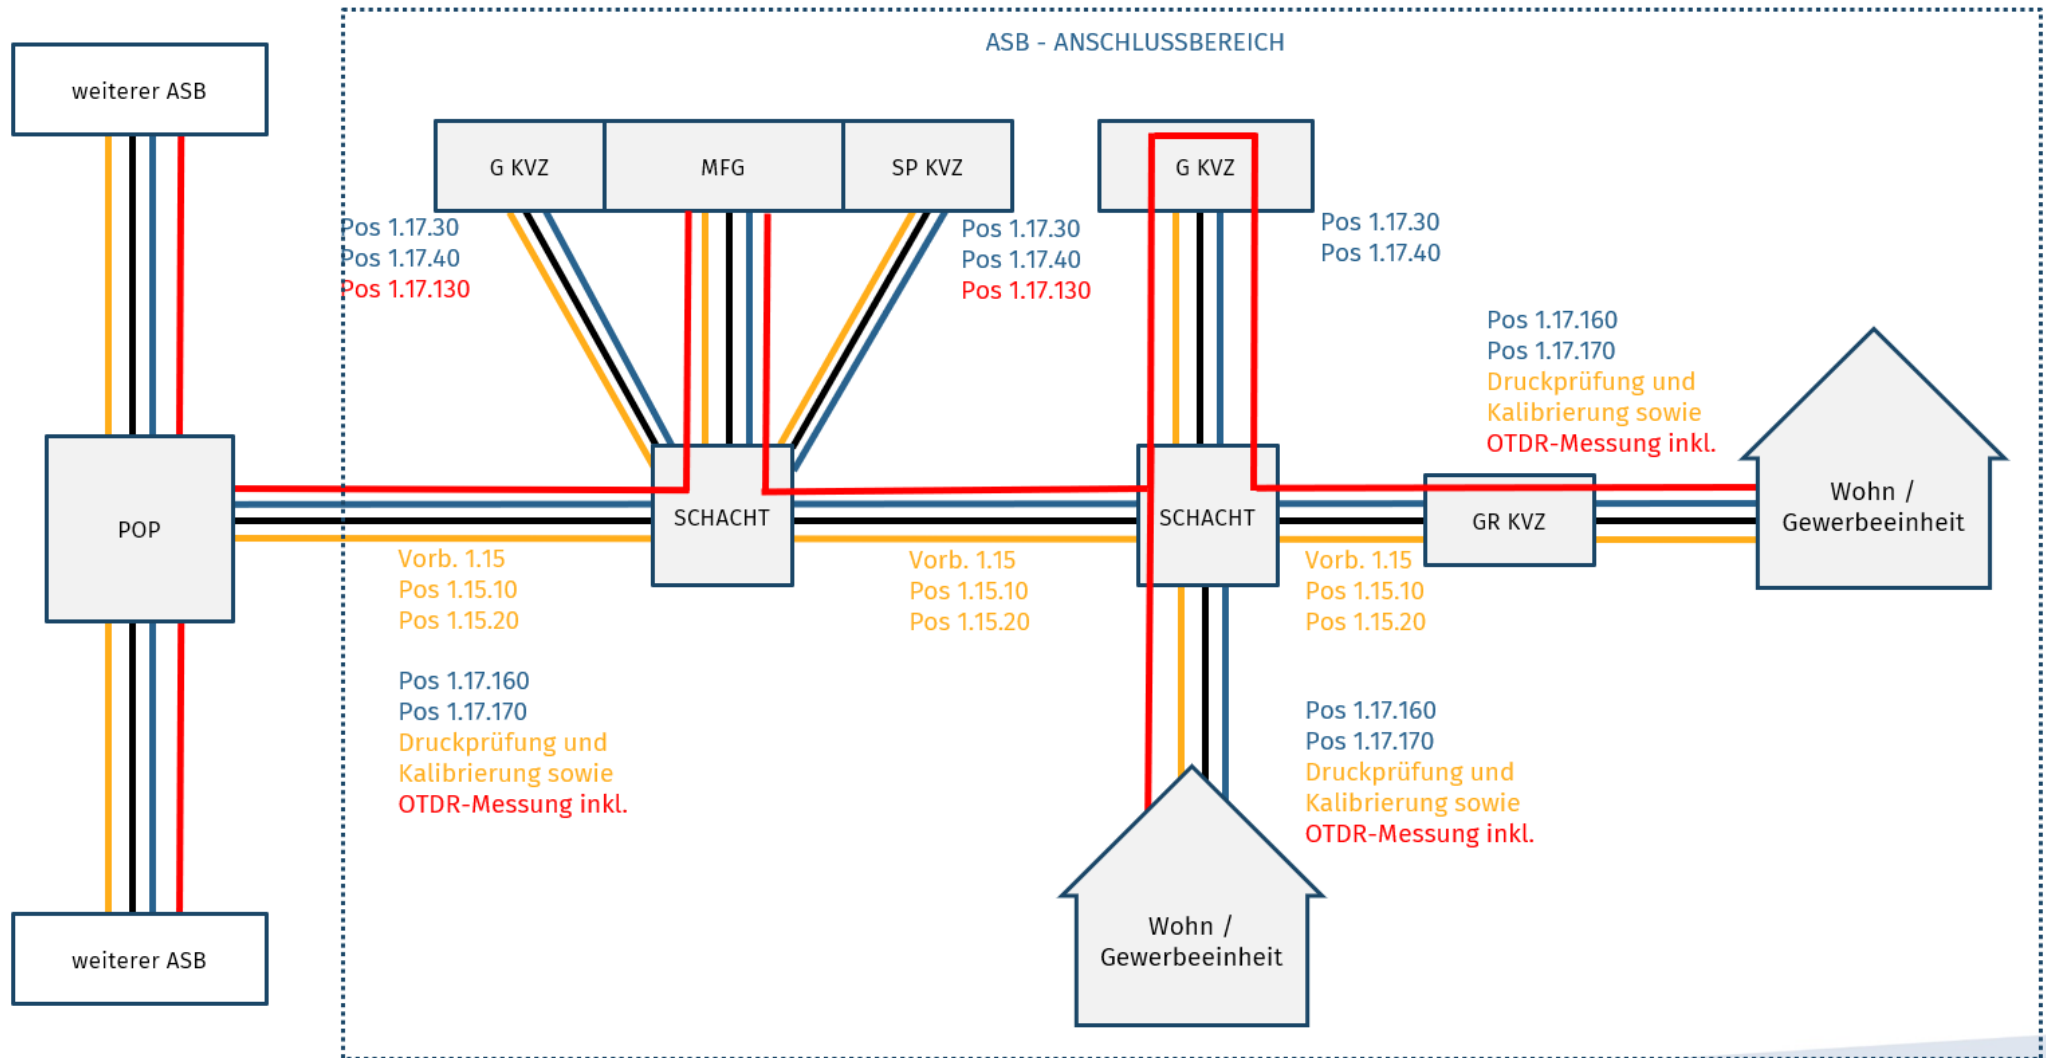 ASB - ANSCHLUSSBEREICH
weiterer ASB
G KVZ
MFG
SP KVZ
G KVZ
Pos 1.17.30
Pos 1.17.40
Pos 1.17.130
Pos 1.17.30
Pos 1.17.40
Pos 1.17.130
Pos 1.17.30
Pos 1.17.40
Pos 1.17.160
Pos 1.17.170
Druckprüfung und
Kalibrierung sowie
OTDR-Messung inkl.
POP
SCHACHT
SCHACHT
GR KVZ
Wohn /
Gewerbeeinheit
Vorb. 1.15
Pos 1.15.10
Pos 1.15.20
Vorb. 1.15
Pos 1.15.10
Pos 1.15.20
Vorb. 1.15
Pos 1.15.10
Pos 1.15.20
Pos 1.17.160
Pos 1.17.170
Druckprüfung und
Kalibrierung sowie
OTDR-Messung inkl.
Pos 1.17.160
Pos 1.17.170
Druckprüfung und
Kalibrierung sowie
OTDR-Messung inkl.
Wohn /
Gewerbeeinheit
weiterer ASB